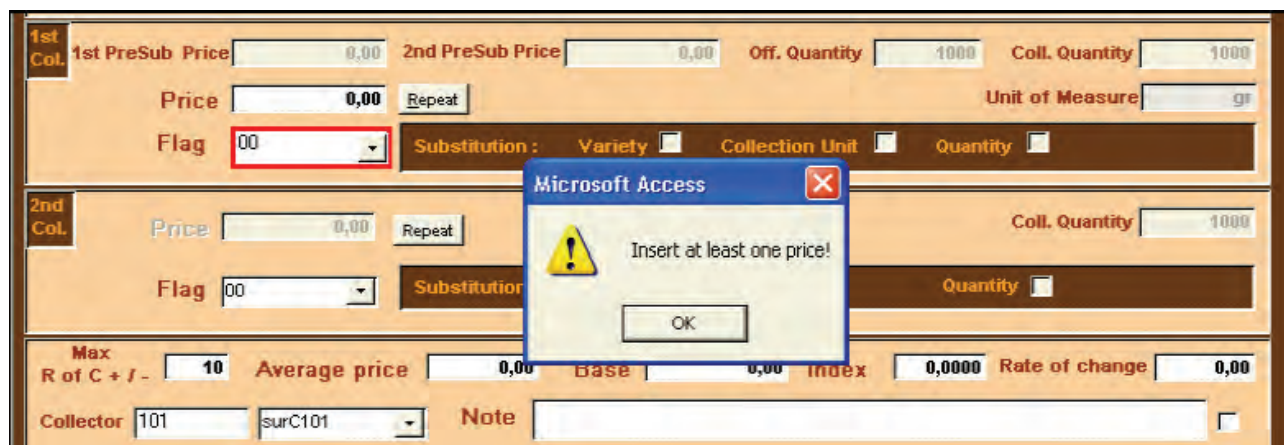 1st Col. 1st PreSub Price 0,00 2nd PreSub Price 0,00 Off. Quantity 1000 Coll. Quantity 1000
Price 0,00 Repeat Unit of Measure gr
Flag 00 Substitution : Variety Collection Unit Quantity
Microsoft Access
Insert at least one price!
OK
2nd Col. Price 0,00 Repeat Coll. Quantity 1000
Flag 00 Substitution Quantity
Max R of C + / - 10 Average price 0,00 Base 0,00 Index 0,0000 Rate of change 0,00
Collector 101 surC101 Note